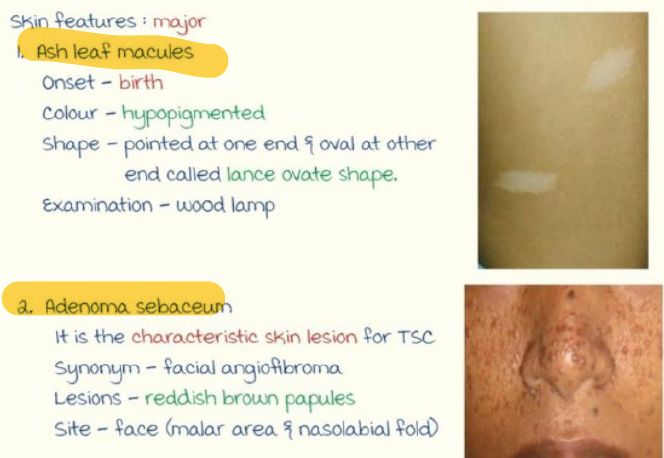 Skin features : major
1. Ash leaf macules
Onset - birth
Colour - hypopigmented
Shape - pointed at one end & oval at other
end called lance ovate shape.
Examination - wood lamp
2. Adenoma sebaceum
It is the characteristic skin lesion for TSC
Synonym - facial angiofibroma
Lesions - reddish brown papules
Site - face (malar area & nasolabial fold)